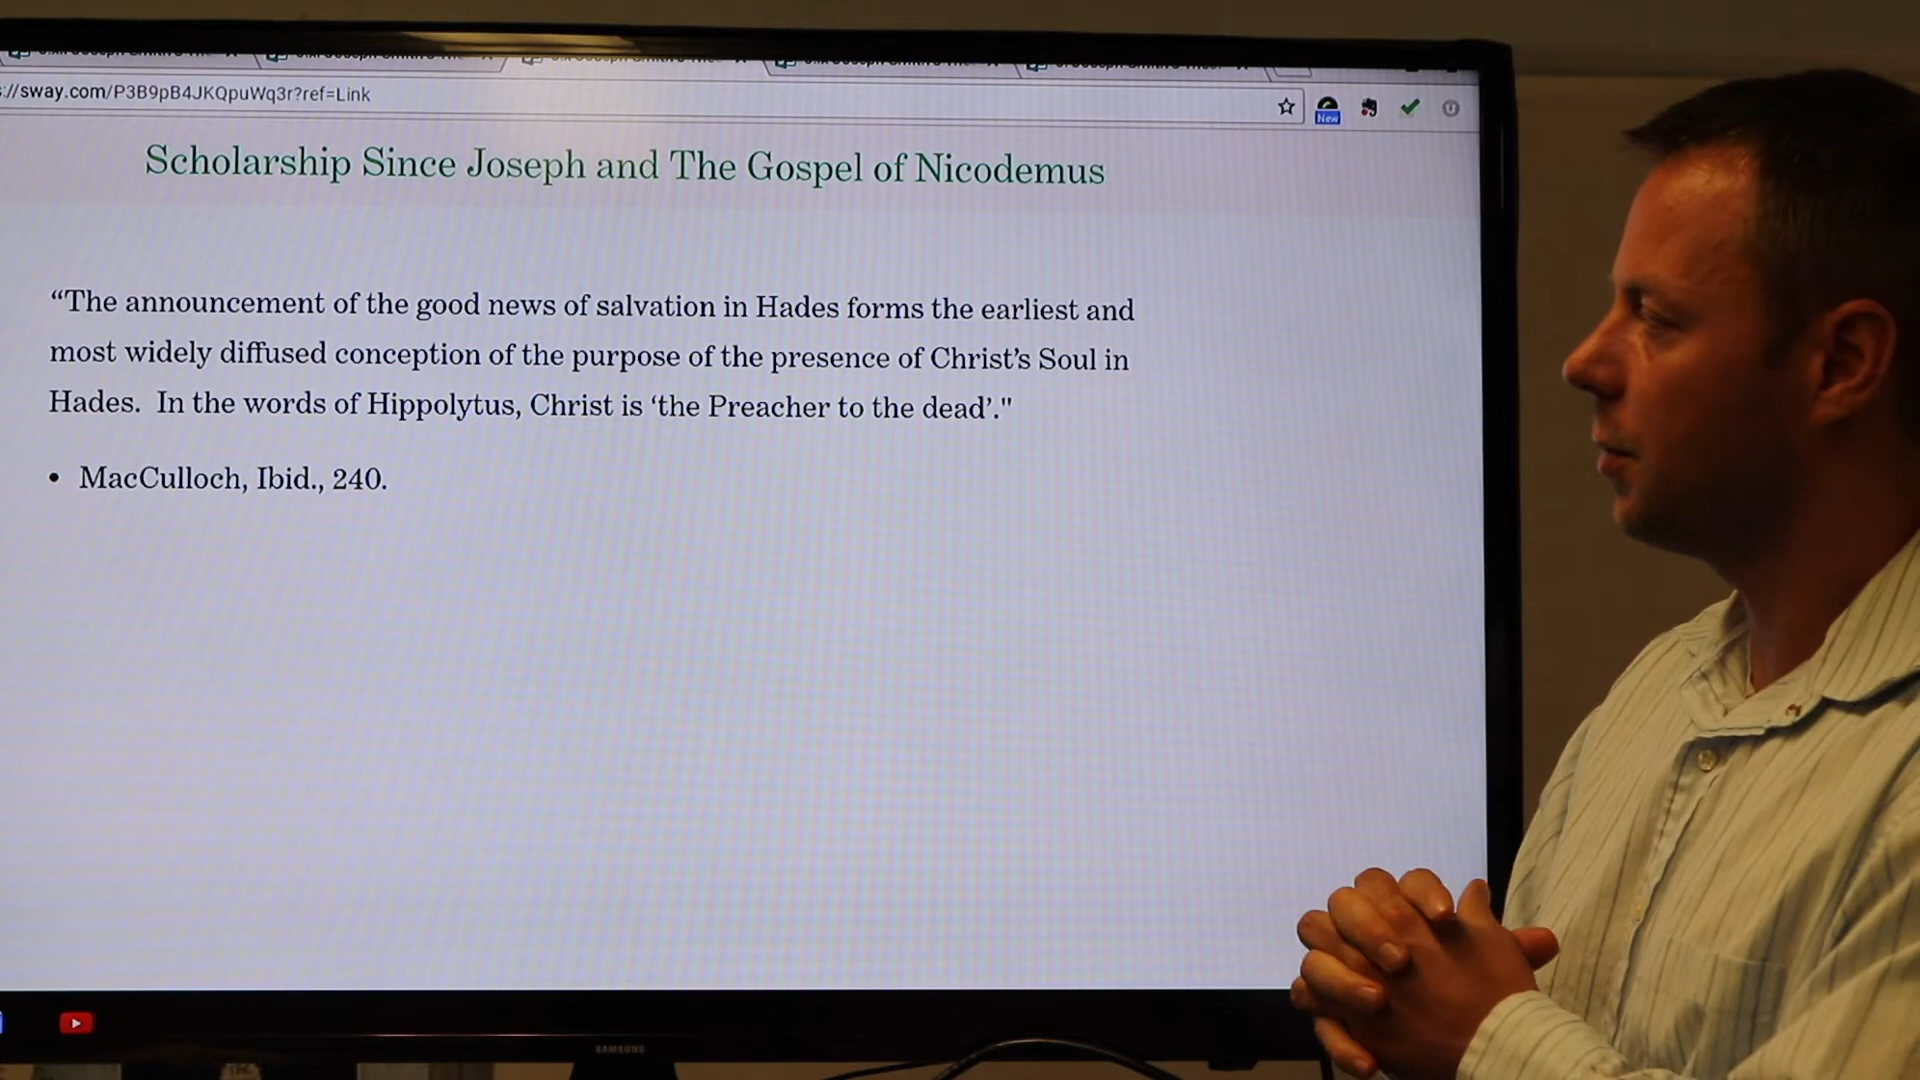 ://sway.com/P3B9pB4JKQpuWq3r?ref=Link
New
Scholarship Since Joseph and The Gospel of Nicodemus
“The announcement of the good news of salvation in Hades forms the earliest and
most widely diffused conception of the purpose of the presence of Christ’s Soul in
Hades.  In the words of Hippolytus, Christ is ‘the Preacher to the dead’."
• MacCulloch, Ibid., 240.
SAMSUNG